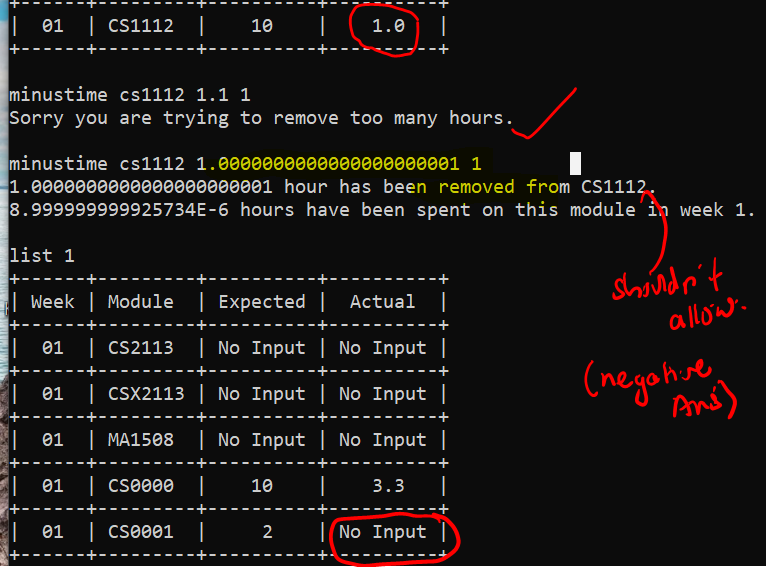 +------+---------+----------+----------+
| 01 | CS1112 | 10 | 1.0 |
+------+---------+----------+----------+
minustime cs1112 1.1 1
Sorry you are trying to remove too many hours.
minustime cs1112 1.0000000000000000000001 1
1.0000000000000000000001 hour has been removed from CS1112.
8.999999999925734E-6 hours have been spent on this module in week 1.
list 1
+------+---------+----------+----------+
| Week | Module | Expected | Actual |
+------+---------+----------+----------+
| 01 | CS2113 | No Input | No Input |
+------+---------+----------+----------+
| 01 | CSX2113 | No Input | No Input |
+------+---------+----------+----------+
| 01 | MA1508 | No Input | No Input |
+------+---------+----------+----------+
| 01 | CS0000 | 10 | 3.3 |
+------+---------+----------+----------+
| 01 | CS0001 | 2 | No Input |
+------+---------+----------+----------+
shouldn't
allow.
(negative
Ans)